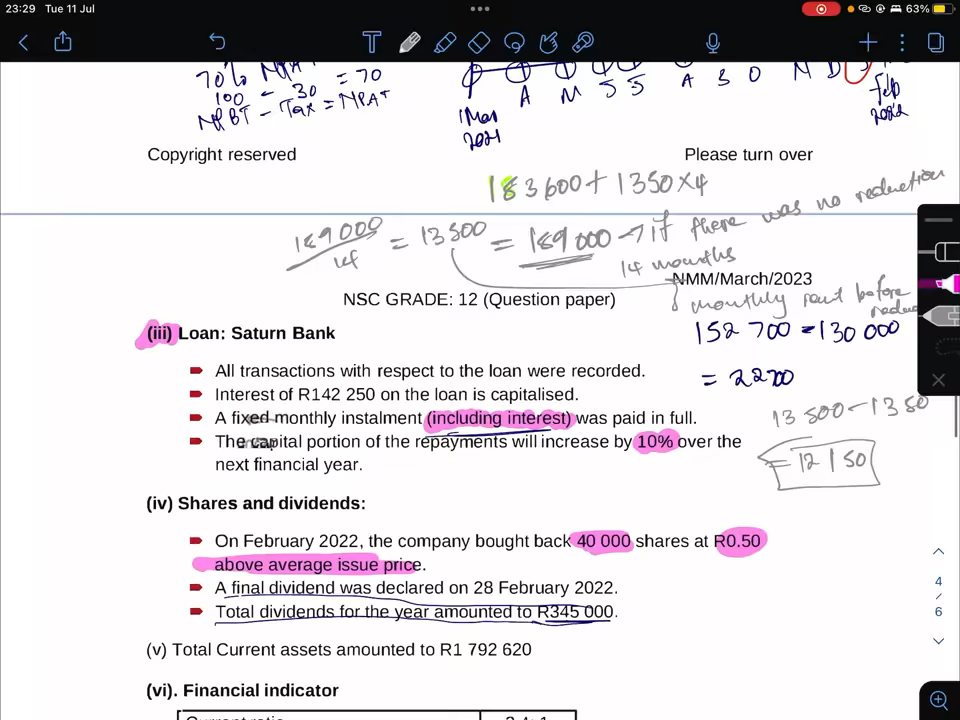 23:29 Tue 11 Jul
63%
70% NPAT
100 - 30 = 70
NPBT - Tax = NPAT
A M J J A S O N D J
1 Mar
2021
Feb
2022
Copyright reserved
Please turn over
183 600 + 1350 × 4
189 000 / 14 = 13 500 = 189 000 → if there was no reduction
14 months
NMM/March/2023
NSC GRADE: 12 (Question paper)
monthly rent before
(iii) Loan: Saturn Bank
152 700 - 130 000
All transactions with respect to the loan were recorded.
= 22 700
Interest of R142 250 on the loan is capitalised.
A fixed monthly instalment (including interest) was paid in full.
13 500 - 1350
The capital portion of the repayments will increase by 10% over the
next financial year.
= 12 150
(iv) Shares and dividends:
On February 2022, the company bought back 40 000 shares at R0.50
above average issue price.
A final dividend was declared on 28 February 2022.
4
/
6
Total dividends for the year amounted to R345 000.
(v) Total Current assets amounted to R1 792 620
(vi). Financial indicator